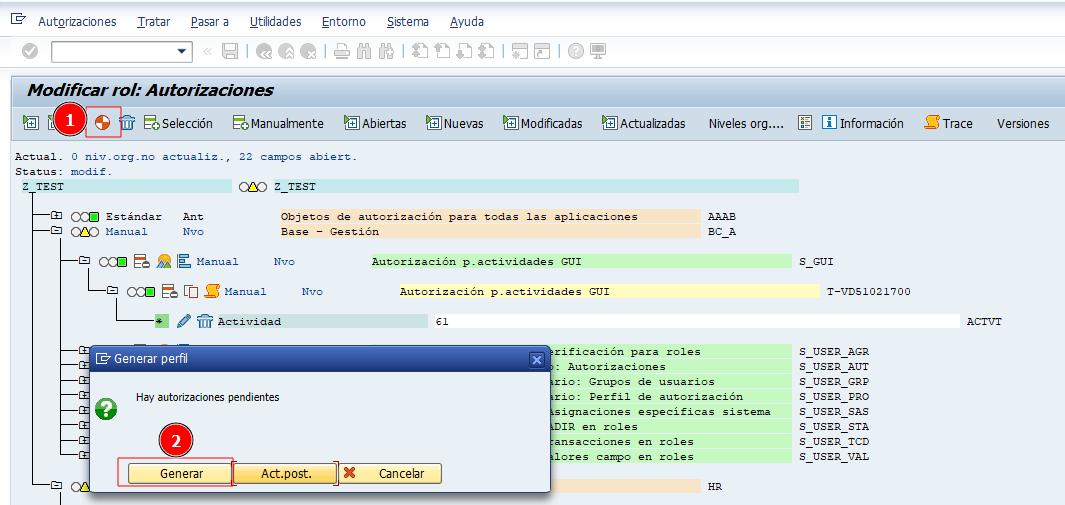 Autorizaciones Tratar Pasar a Utilidades Entorno Sistema Ayuda
Modificar rol: Autorizaciones
1 Selección Manualmente Abiertas Nuevas Modificadas Actualizadas Niveles org.... Información Trace Versiones
Actual. 0 niv.org.no actualiz., 22 campos abiert.
Status: modif.
Z_TEST Z_TEST
Estándar Ant Objetos de autorización para todas las aplicaciones AAAB
Manual Nvo Base - Gestión BC_A
Manual Nvo Autorización p.actividades GUI S_GUI
Manual Nvo Autorización p.actividades GUI T-VD51021700
* Actividad 61 ACTVT
erificación para roles S_USER_AGR
o: Autorizaciones S_USER_AUT
ario: Grupos de usuarios S_USER_GRP
ario: Perfil de autorización S_USER_PRO
Asignaciones específicas sistema S_USER_SAS
ADIR en roles S_USER_STA
ransacciones en roles S_USER_TCD
alores campo en roles S_USER_VAL
HR
Generar perfil
Hay autorizaciones pendientes
2
Generar Act.post. Cancelar